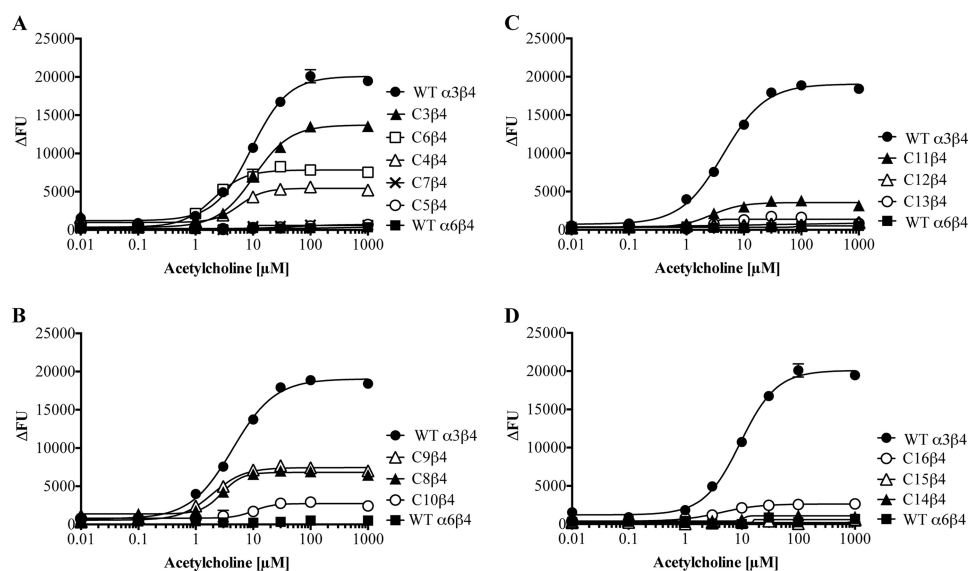 A
25000
20000
15000
10000
5000
0
ΔFU
0.01 0.1 1 10 100 1000
Acetylcholine [µM]
WT α3β4
C3β4
C6β4
C4β4
C7β4
C5β4
WT α6β4
C
25000
20000
15000
10000
5000
0
ΔFU
0.01 0.1 1 10 100 1000
Acetylcholine [µM]
WT α3β4
C11β4
C12β4
C13β4
WT α6β4
B
25000
20000
15000
10000
5000
0
ΔFU
0.01 0.1 1 10 100 1000
Acetylcholine [µM]
WT α3β4
C9β4
C8β4
C10β4
WT α6β4
D
25000
20000
15000
10000
5000
0
ΔFU
0.01 0.1 1 10 100 1000
Acetylcholine [µM]
WT α3β4
C16β4
C15β4
C14β4
WT α6β4